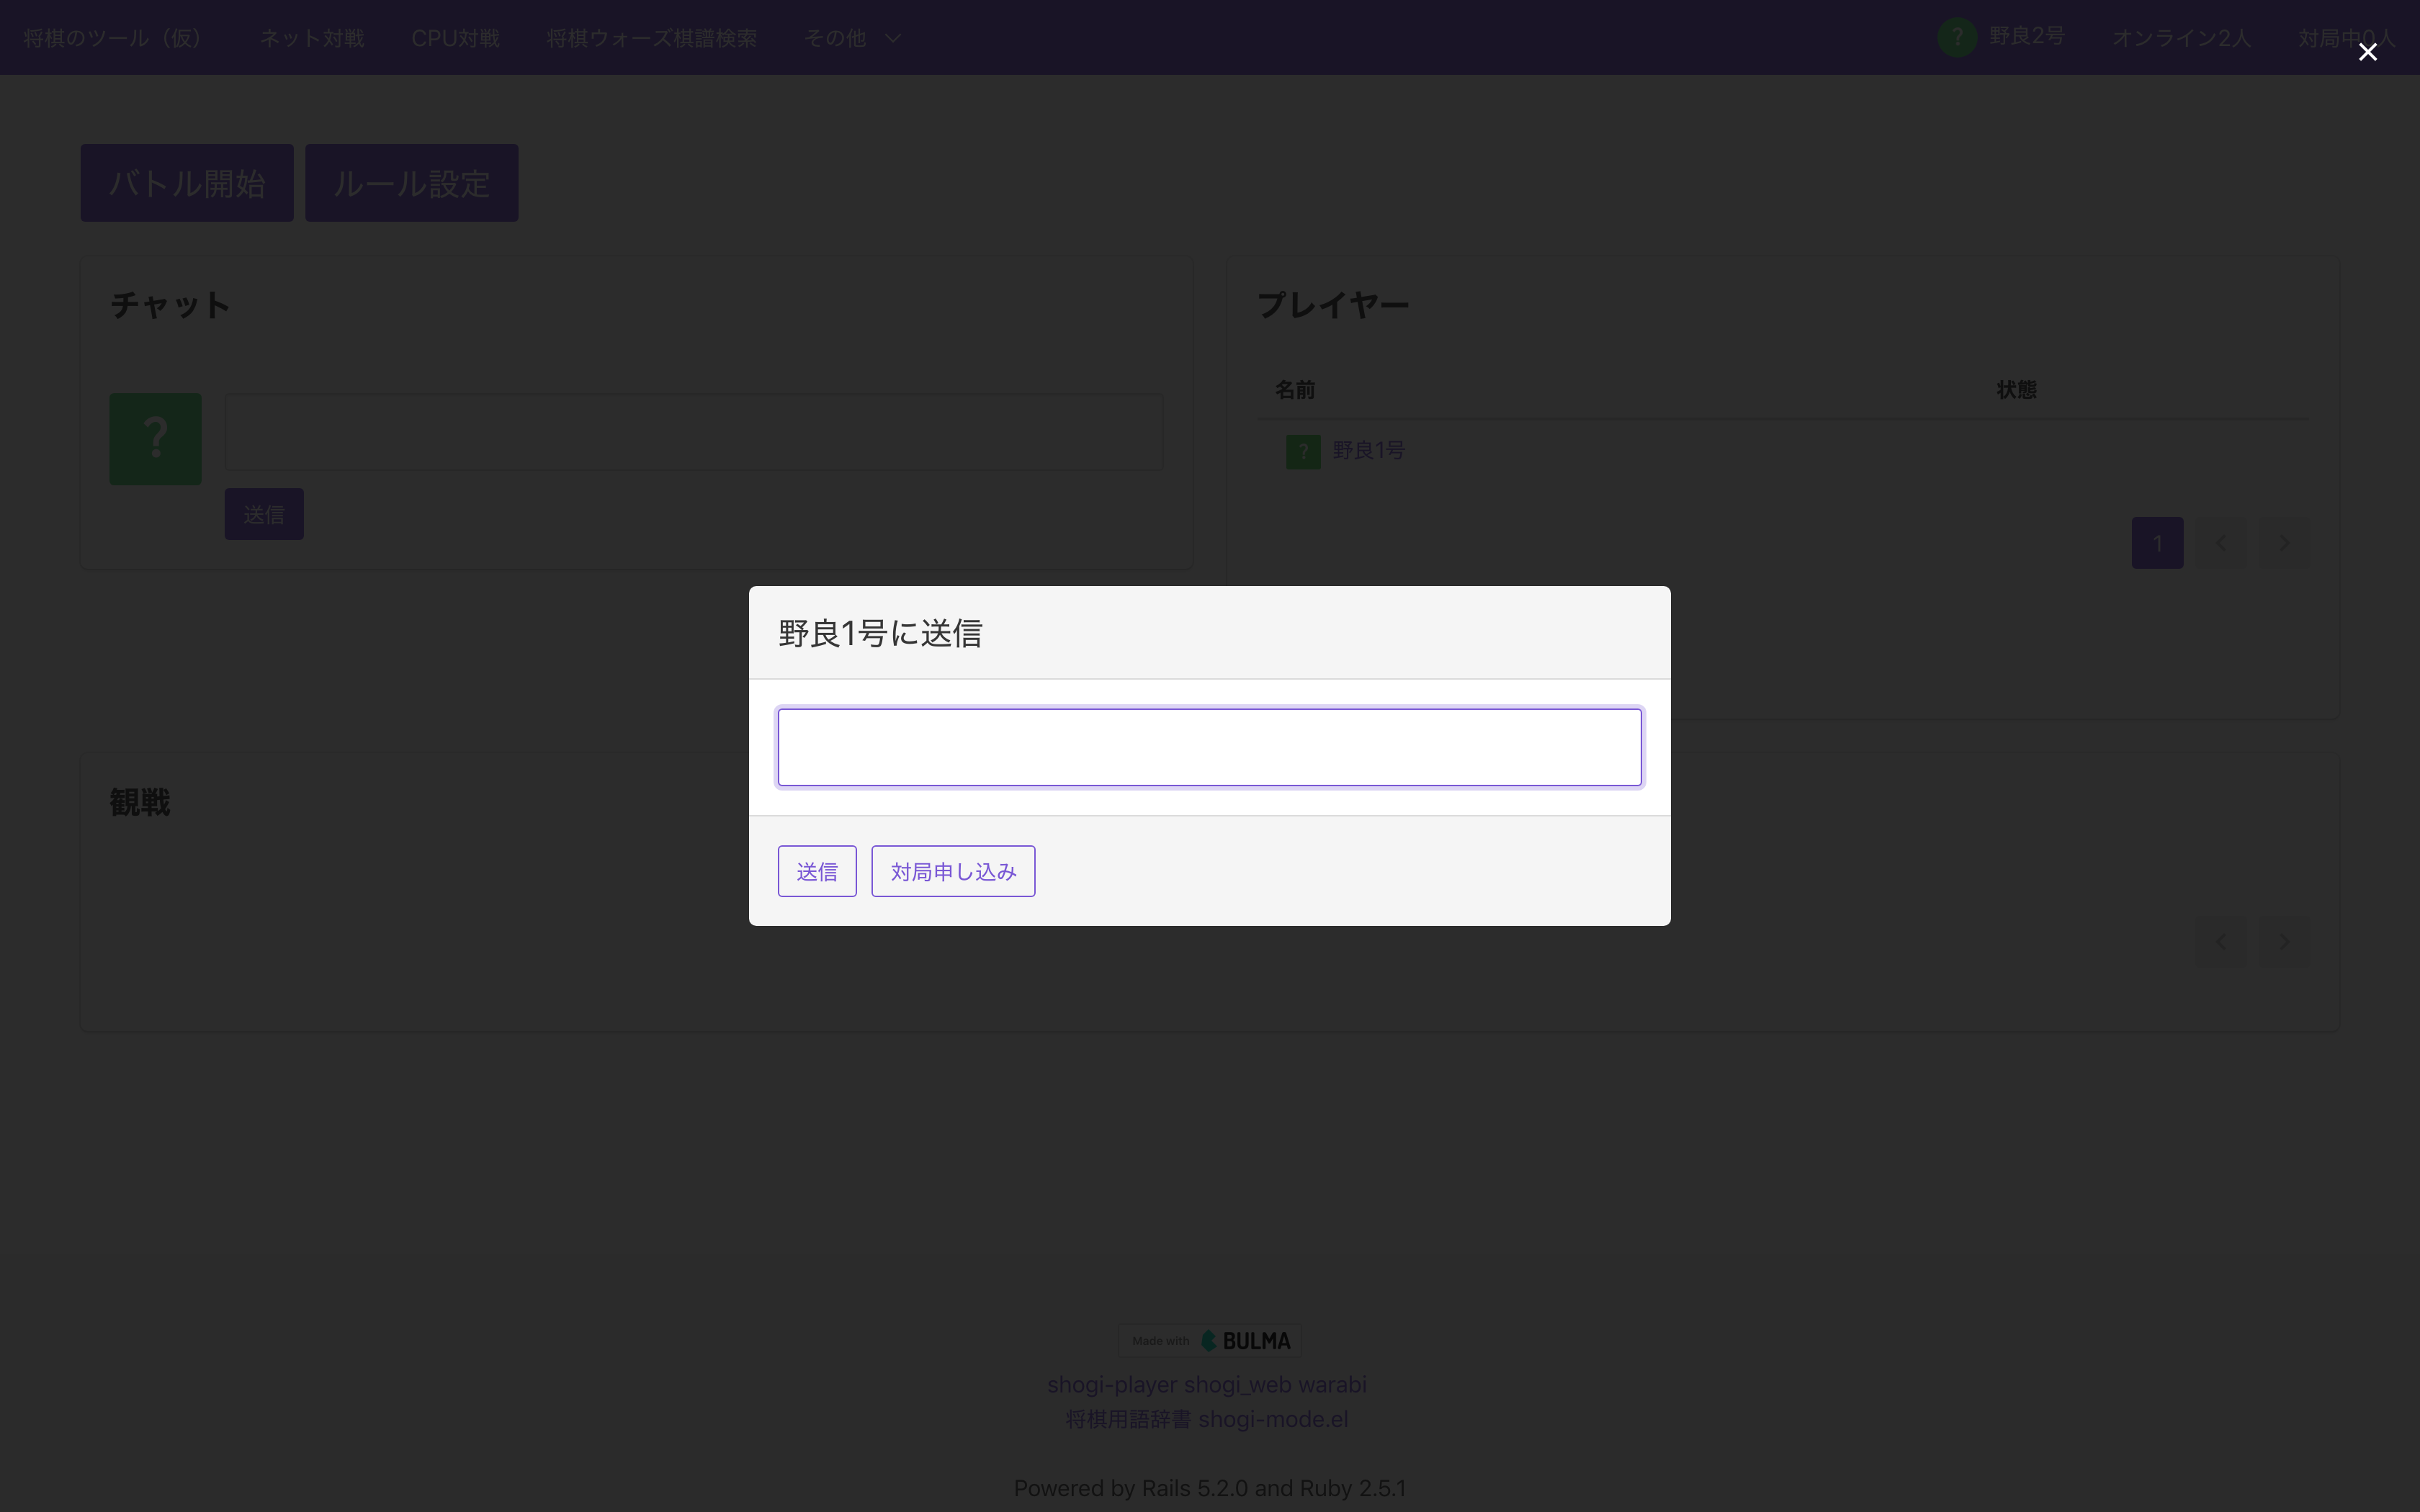 将棋のツール（仮） ネット対戦 CPU対戦 将棋ウォーズ棋譜検索 その他 ? 野良2号 オンライン2人 対局中0人
バトル開始 ルール設定
チャット
?
送信
プレイヤー
名前 状態
? 野良1号
1
野良1号に送信
送信 対局申し込み
観戦
Made with BULMA
shogi-player shogi_web warabi
将棋用語辞書 shogi-mode.el
Powered by Rails 5.2.0 and Ruby 2.5.1